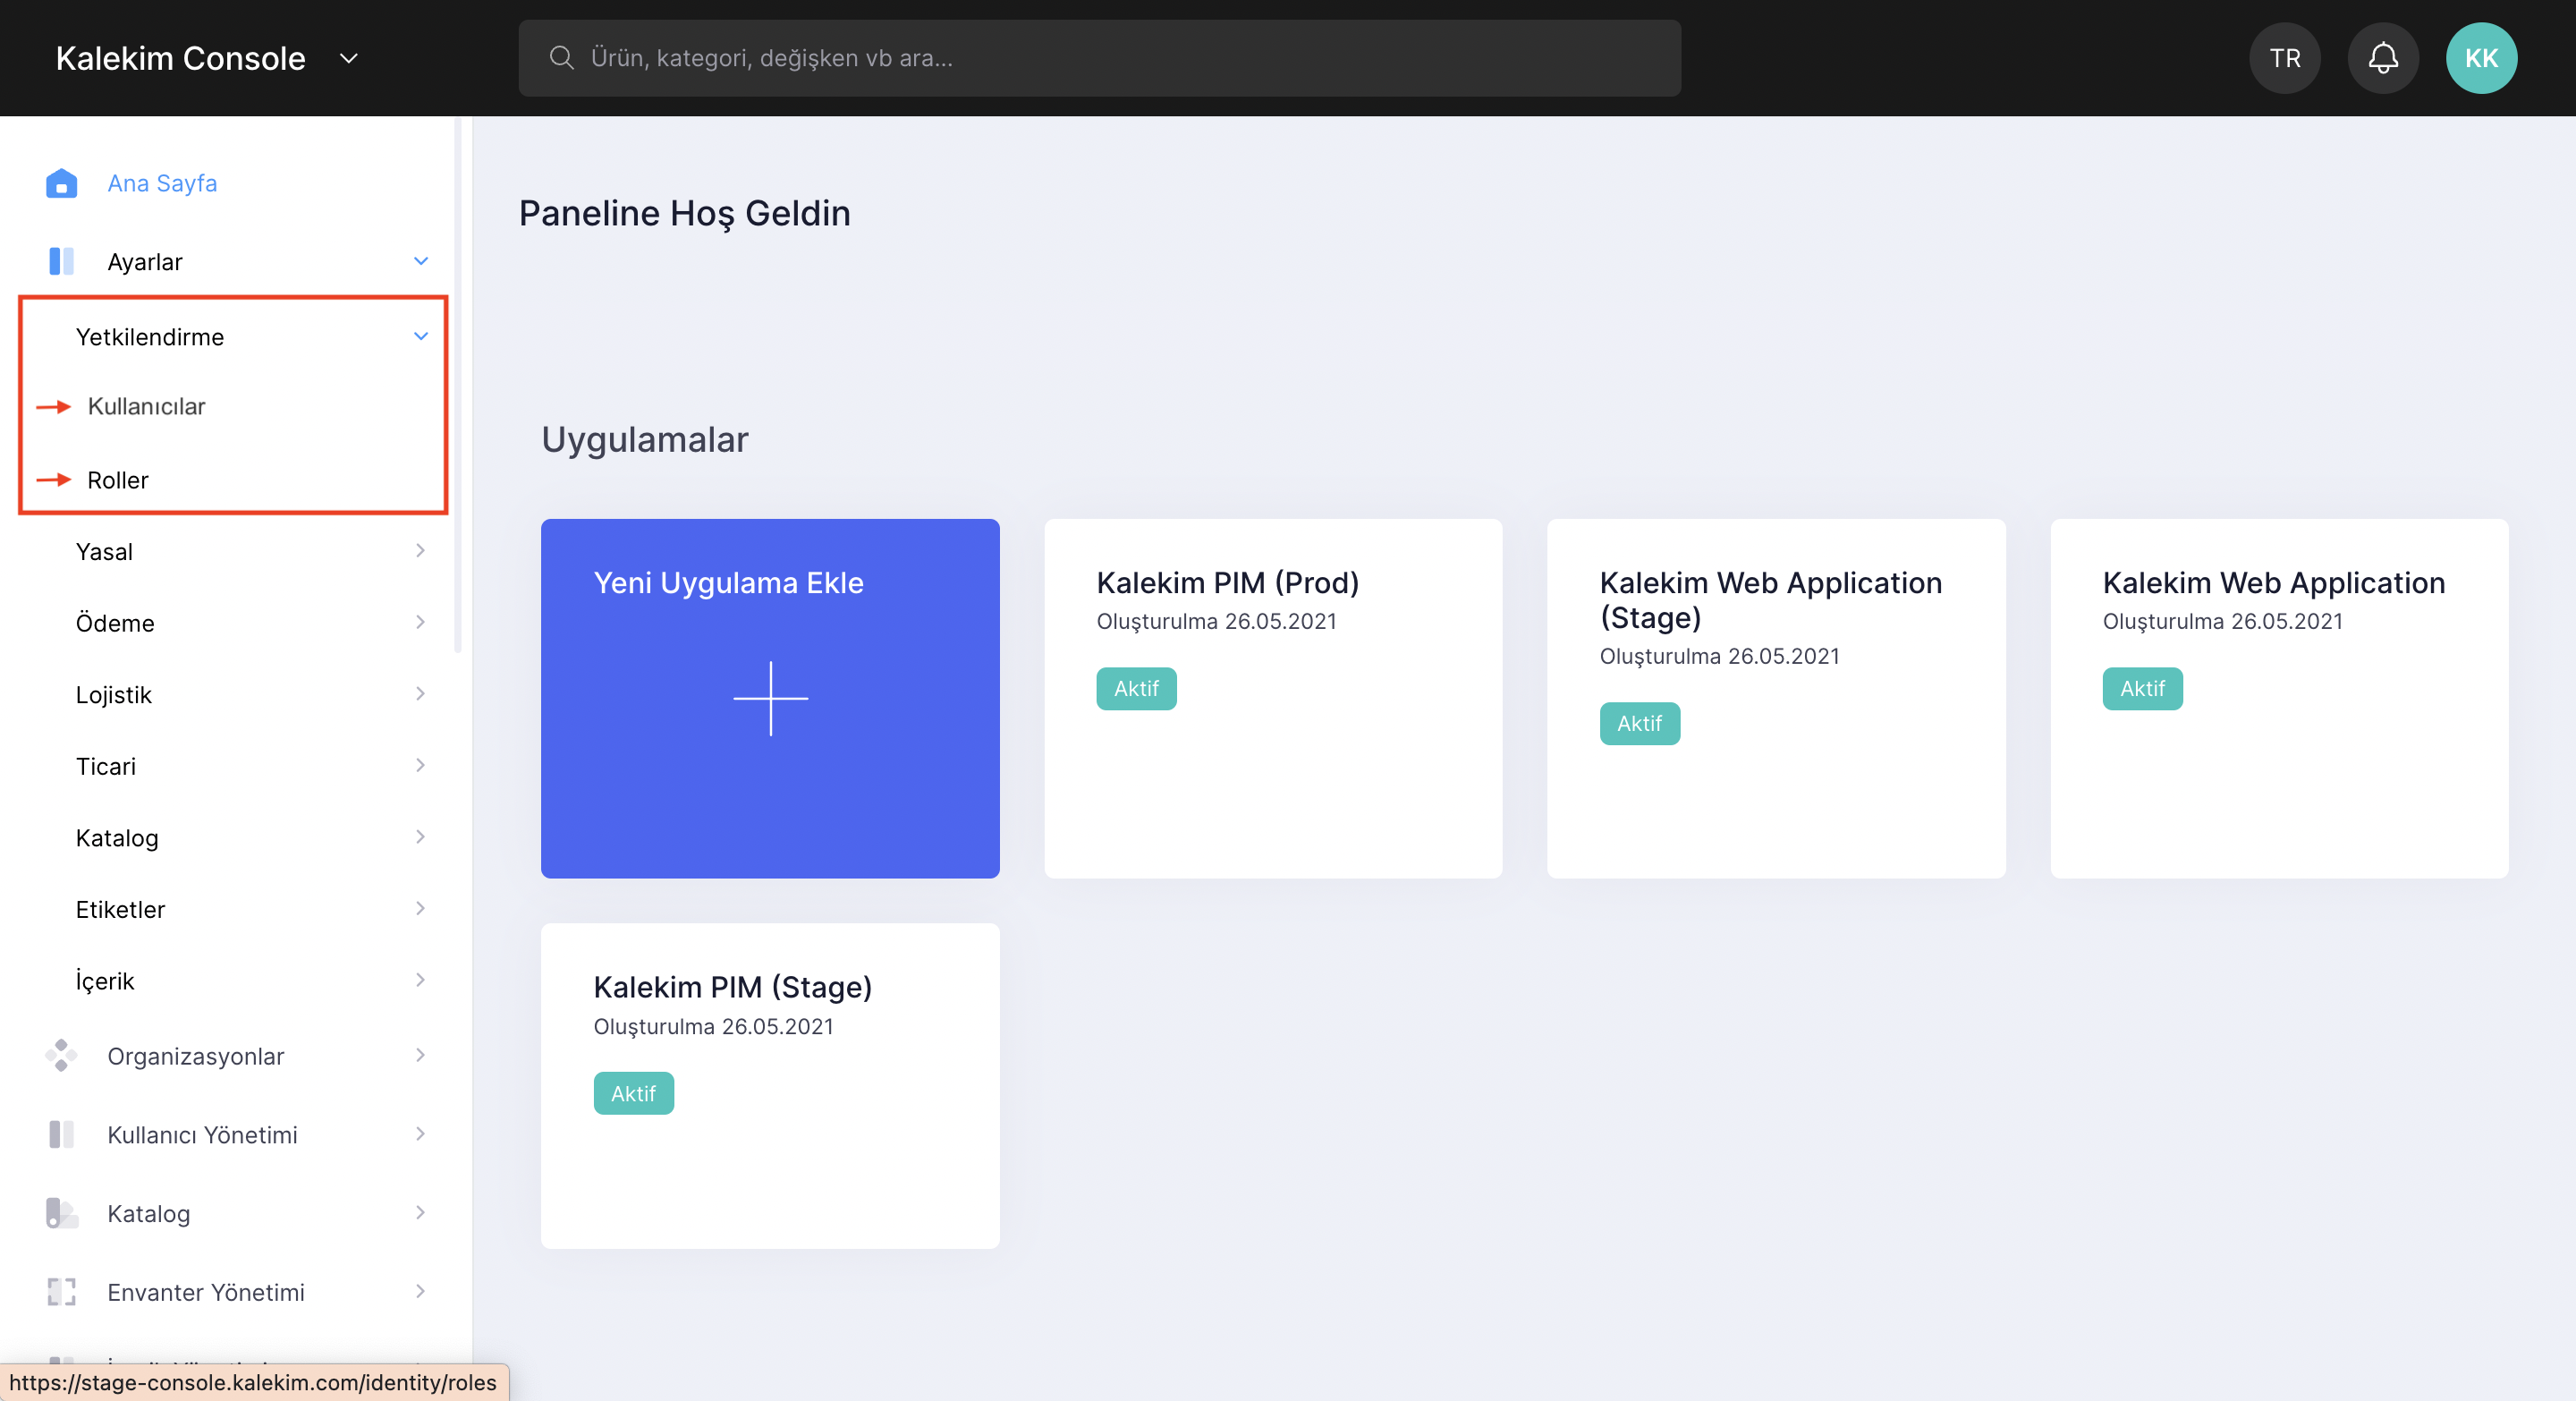 Kalekim Console
Ürün, kategori, değişken vb ara...
TR
KK
Ana Sayfa
Ayarlar
Yetkilendirme
Kullanıcılar
Roller
Yasal
Ödeme
Lojistik
Ticari
Katalog
Etiketler
İçerik
Organizasyonlar
Kullanıcı Yönetimi
Katalog
Envanter Yönetimi
https://stage-console.kalekim.com/identity/roles
Paneline Hoş Geldin
Uygulamalar
Yeni Uygulama Ekle
Kalekim PIM (Prod)
Oluşturulma 26.05.2021
Aktif
Kalekim Web Application
(Stage)
Oluşturulma 26.05.2021
Aktif
Kalekim Web Application
Oluşturulma 26.05.2021
Aktif
Kalekim PIM (Stage)
Oluşturulma 26.05.2021
Aktif